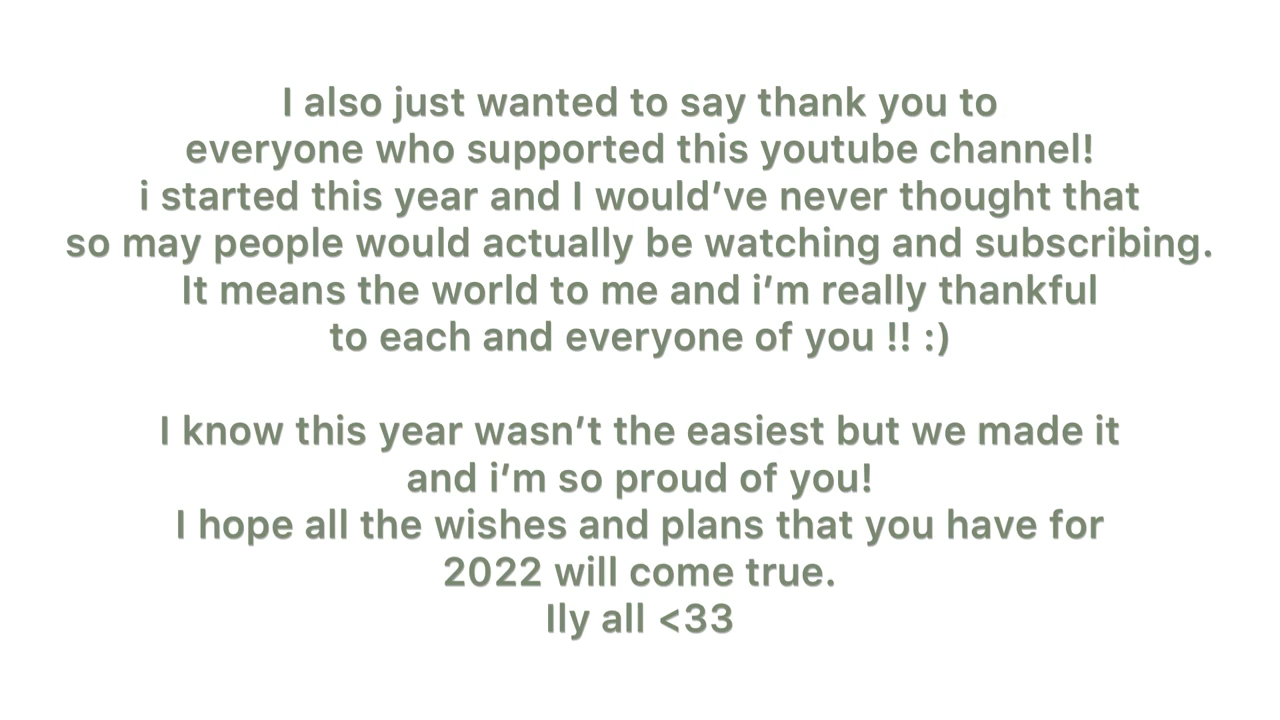 I also just wanted to say thank you to
everyone who supported this youtube channel!
i started this year and I would’ve never thought that
so may people would actually be watching and subscribing.
It means the world to me and i’m really thankful
to each and everyone of you !! :)
I know this year wasn’t the easiest but we made it
and i’m so proud of you!
I hope all the wishes and plans that you have for
2022 will come true.
Ily all <33